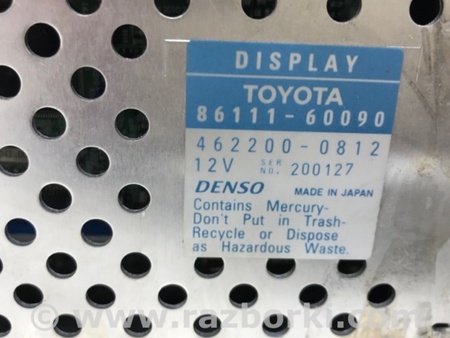 DISPLAY
TOYOTA
86111-60090
462200-0812
12V SER NO. 200127
DENSO MADE IN JAPAN
Contains Mercury-
Don't Put in Trash-
Recycle or Dispose
as Hazardous Waste.
www.razborki.com